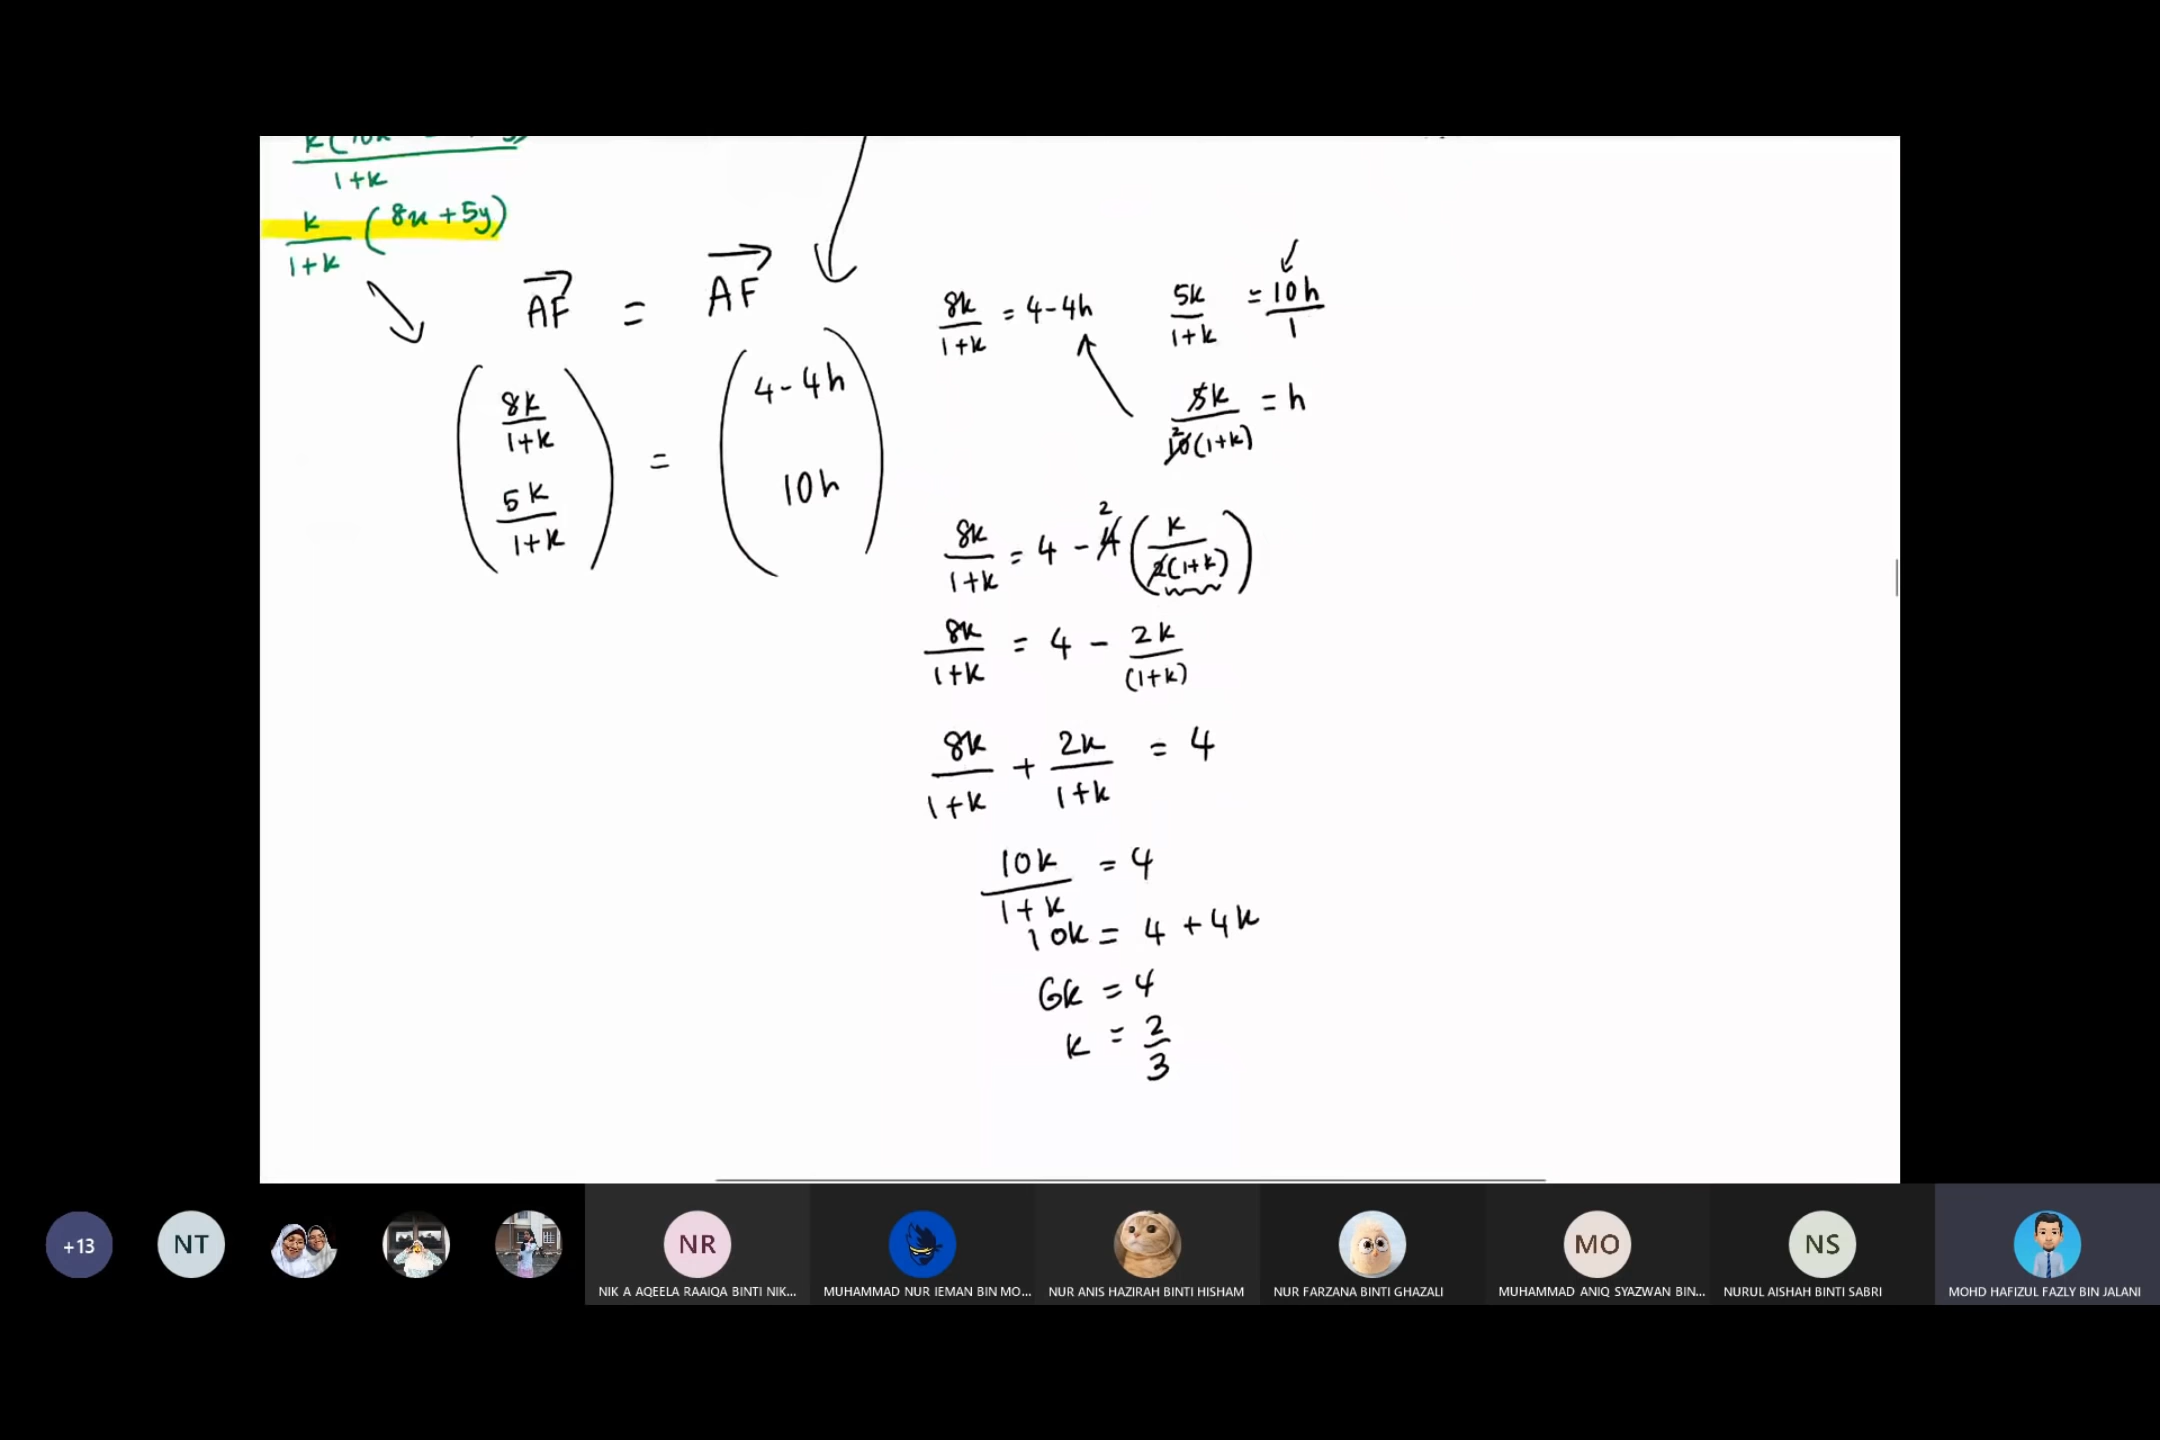 k(10x
1+k
k/(1+k) (8x + 5y)
AF = AF
(8k/(1+k)) = (4 - 4h)
(5k/(1+k)) (10h)
8k/(1+k) = 4 - 4h
5k/(1+k) = 10h/1
5k/10(1+k) = h
2
8k/(1+k) = 4 - 4 (k/2(1+k))
2
8k/(1+k) = 4 - 2k/(1+k)
8k/(1+k) + 2k/(1+k) = 4
10k/(1+k) = 4
10k = 4 + 4k
6k = 4
k = 2/3
+13
NT
NR
MO
NS
NIK A AQEELA RAAIQA BINTI NIK...
MUHAMMAD NUR IEMAN BIN MO...
NUR ANIS HAZIRAH BINTI HISHAM
NUR FARZANA BINTI GHAZALI
MUHAMMAD ANIQ SYAZWAN BIN...
NURUL AISHAH BINTI SABRI
MOHD HAFIZUL FAZLY BIN JALANI